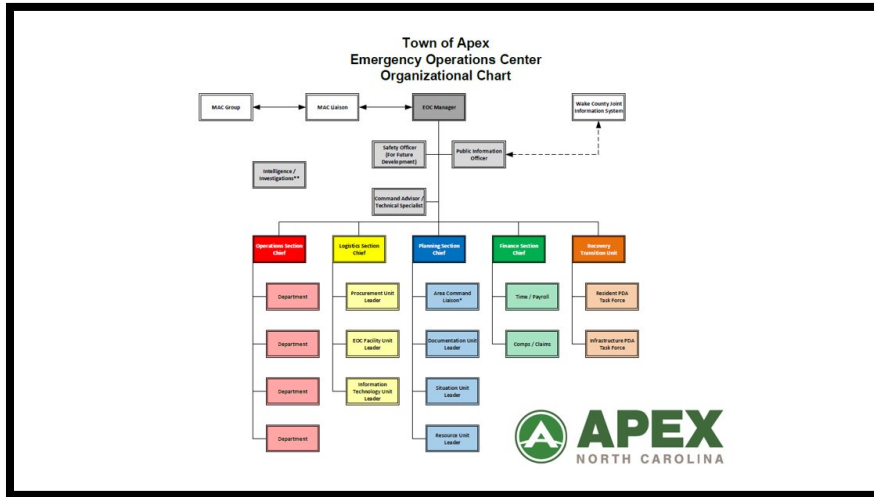 Town of Apex
Emergency Operations Center
Organizational Chart
MAC Group
MAC Liaison
EOC Manager
Wake County Joint
Information System
Safety Officer
(For Future
Development)
Public Information
Officer
Intelligence /
Investigations**
Command Advisor /
Technical Specialist
Operations Section
Chief
Logistics Section
Chief
Planning Section
Chief
Finance Section
Chief
Recovery
Transition Unit
Department
Procurement Unit
Leader
Area Command
Liaison*
Time / Payroll
Resident PDA
Task Force
Department
EOC Facility Unit
Leader
Documentation Unit
Leader
Comps / Claims
Infrastructure PDA
Task Force
Department
Information
Technology Unit
Leader
Situation Unit
Leader
Department
Resource Unit
Leader
APEX
NORTH CAROLINA